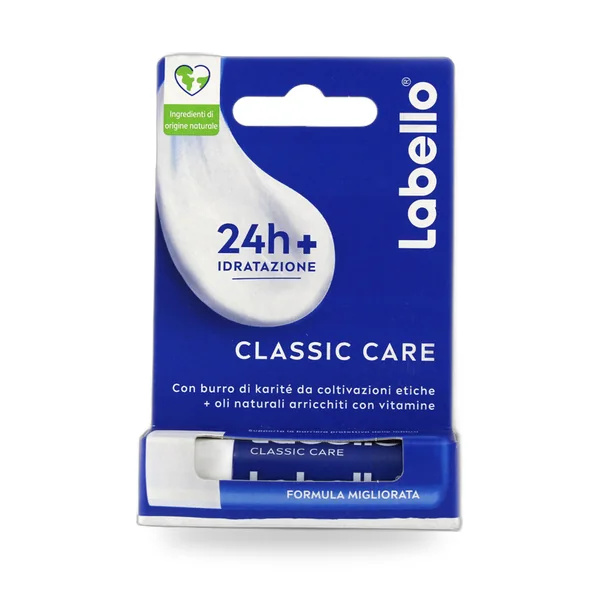 Ingredienti di
origine naturale
Labello®
24h+
IDRATAZIONE
CLASSIC CARE
Con burro di karité da coltivazioni etiche
+ oli naturali arricchiti con vitamine
Labello
CLASSIC CARE
Labello
FORMULA MIGLIORATA